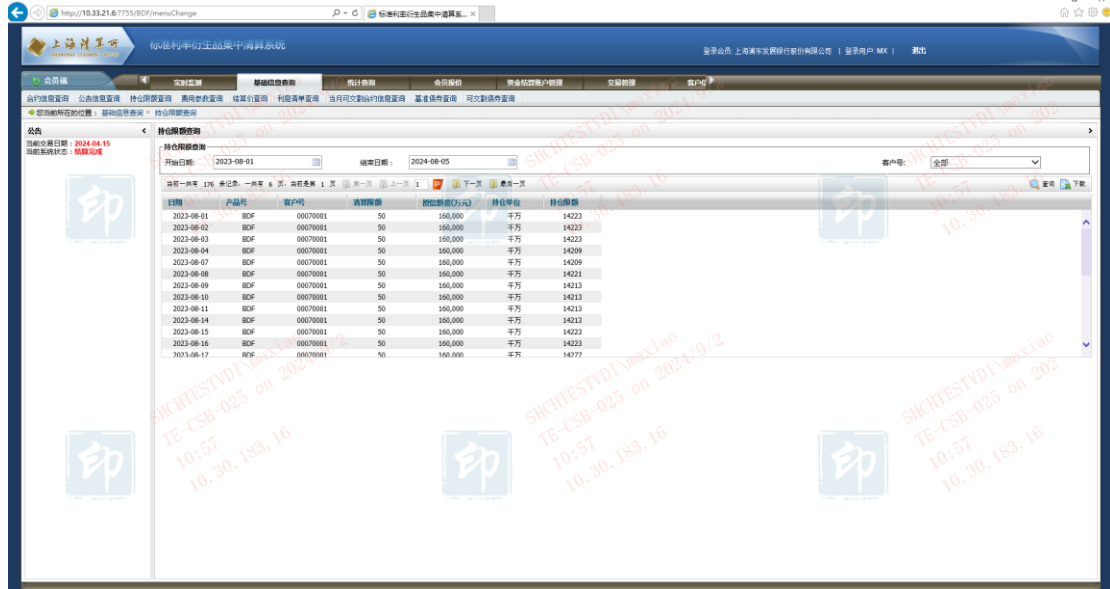 http://10.33.21.6:7755/BDF/menuChange
标准利率衍生品集中清算系...
上海清算所
SHANGHAI CLEARING HOUSE
标准利率衍生品集中清算系统
登录会员: 上海浦东发展银行股份有限公司 | 登录用户: MX | 退出
会员端 实时监测 基础信息查询 统计查询 会员报价 资金结算账户管理 交易管理
合约信息查询 公告信息查询 持仓限额查询 费用参数查询 结算价查询 利息清单查询 当月可交割合约信息查询 基准债券查询 可交割债券查询
您当前所在的位置: 基础信息查询 持仓限额查询
公告
当前交易日期: 2024-04-15
当前系统状态: 结算完成
持仓限额查询
持仓限额查询
开始日期: 2023-08-01 结束日期: 2024-08-05 客户号: 全部
当前一共有 176 条记录, 一共有 6 页, 当前是第 1 页 第一页 上一页 1 下一页 最后一页 查询 下载
日期 产品号 客户号 清算限额 授信额度(万元) 持仓单位 持仓限额
2023-08-01 BDF 00070001 50 160,000 千万 14223
2023-08-02 BDF 00070001 50 160,000 千万 14223
2023-08-03 BDF 00070001 50 160,000 千万 14223
2023-08-04 BDF 00070001 50 160,000 千万 14209
2023-08-07 BDF 00070001 50 160,000 千万 14209
2023-08-08 BDF 00070001 50 160,000 千万 14221
2023-08-09 BDF 00070001 50 160,000 千万 14213
2023-08-10 BDF 00070001 50 160,000 千万 14213
2023-08-11 BDF 00070001 50 160,000 千万 14213
2023-08-14 BDF 00070001 50 160,000 千万 14213
2023-08-15 BDF 00070001 50 160,000 千万 14223
2023-08-16 BDF 00070001 50 160,000 千万 14223
2023-08-17 BDF 00070001 50 160,000 千万 14277
SHCHTESTVDI\maxiao
TE-CSB-025 on 2024/9/2
10:57
10.30.183.16
印
印
印
印
印